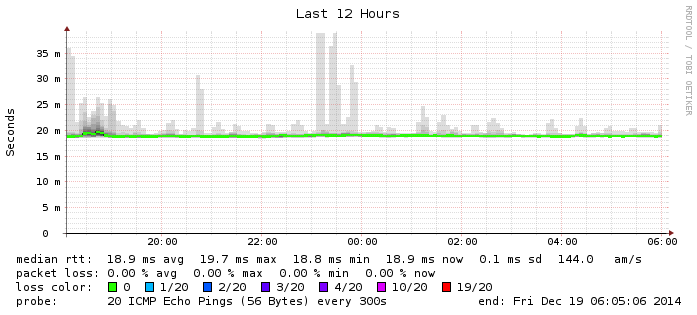 Last 12 Hours
RRDTOOL / TOBI OETIKER
Seconds
35 m
30 m
25 m
20 m
15 m
10 m
5 m
0
20:00 22:00 00:00 02:00 04:00 06:00
median rtt: 18.9 ms avg 19.7 ms max 18.8 ms min 18.9 ms now 0.1 ms sd 144.0 am/s
packet loss: 0.00 % avg 0.00 % max 0.00 % min 0.00 % now
loss color: 0 1/20 2/20 3/20 4/20 10/20 19/20
probe: 20 ICMP Echo Pings (56 Bytes) every 300s end: Fri Dec 19 06:05:06 2014